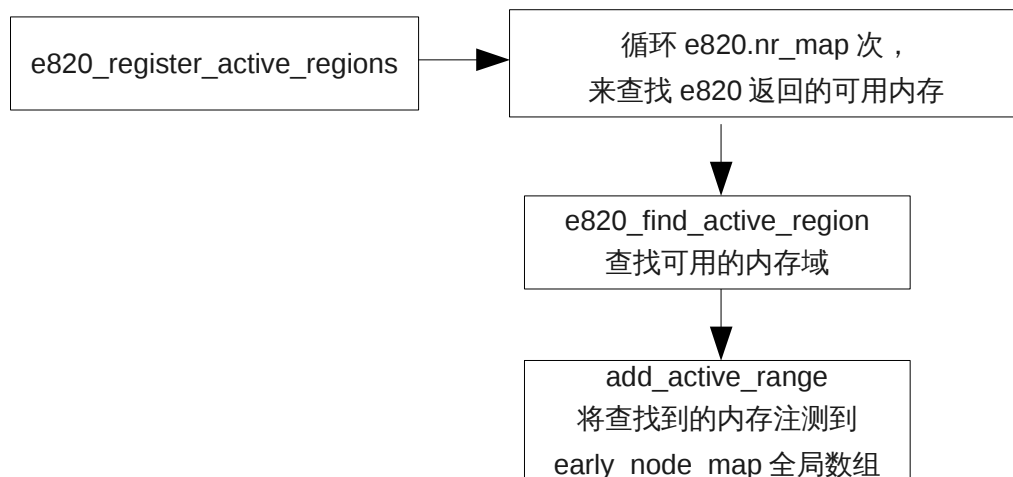 e820_register_active_regions
循环 e820.nr_map 次，
来查找 e820 返回的可用内存
e820_find_active_region
查找可用的内存域
add_active_range
将查找到的内存注测到
early_node_map 全局数组